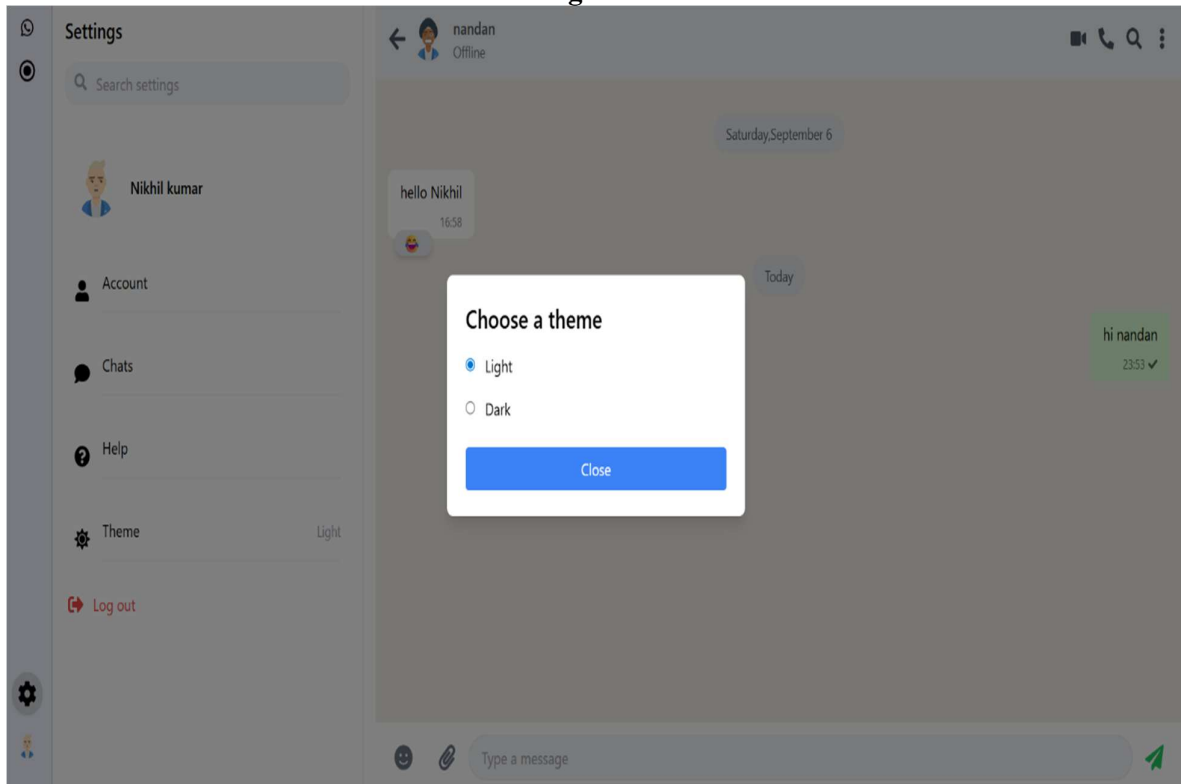 Settings
Search settings
Nikhil kumar
Account
Chats
Help
Theme
Light
Log out
nandan
Offline
Saturday,September 6
hello Nikhil
16:58
Today
hi nandan
23:53
Choose a theme
Light
Dark
Close
Type a message